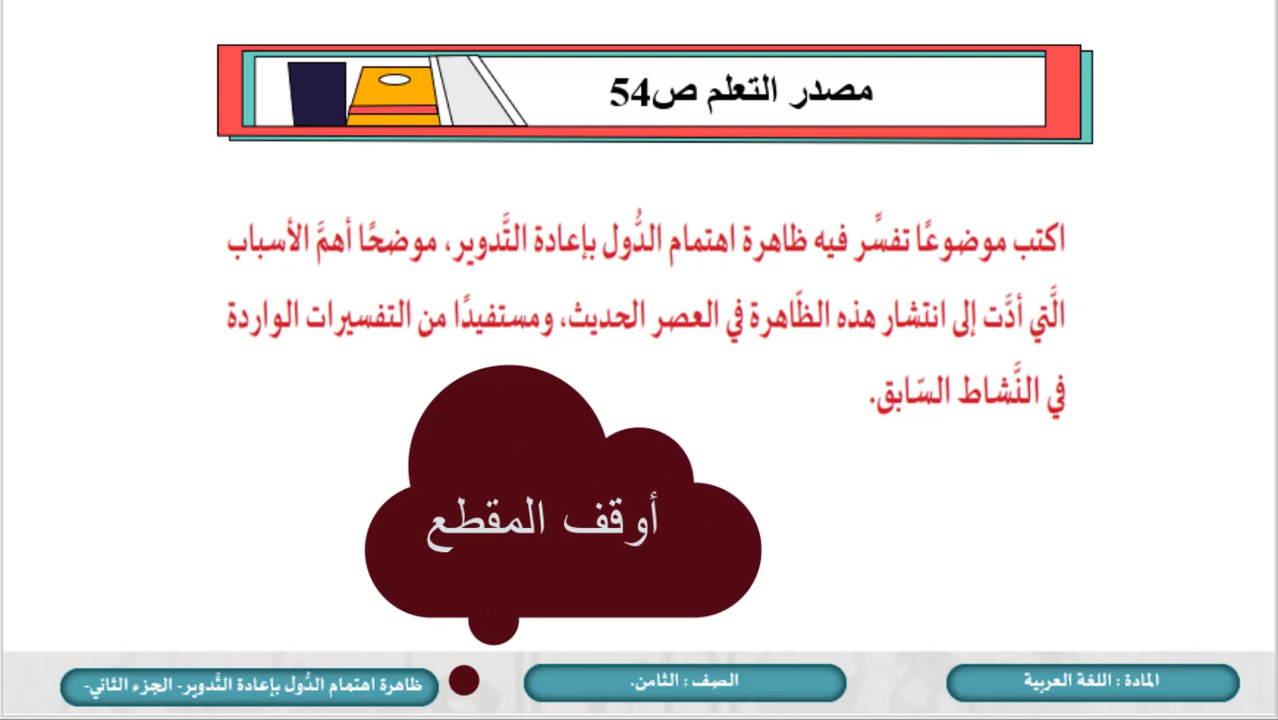 مصدر التعلم ص54
اكتب موضوعًا تفسِّر فيه ظاهرة اهتمام الدُّول بإعادة التَّدوير، موضحًا أهمَّ الأسباب
الَّتي أدَّت إلى انتشار هذه الظّاهرة في العصر الحديث، ومستفيدًا من التفسيرات الواردة
في النَّشاط السّابق.
أوقف المقطع
المادة : اللغة العربية
الصف : الثامن.
ظاهرة اهتمام الدُّول بإعادة التَّدوير- الجزء الثاني-